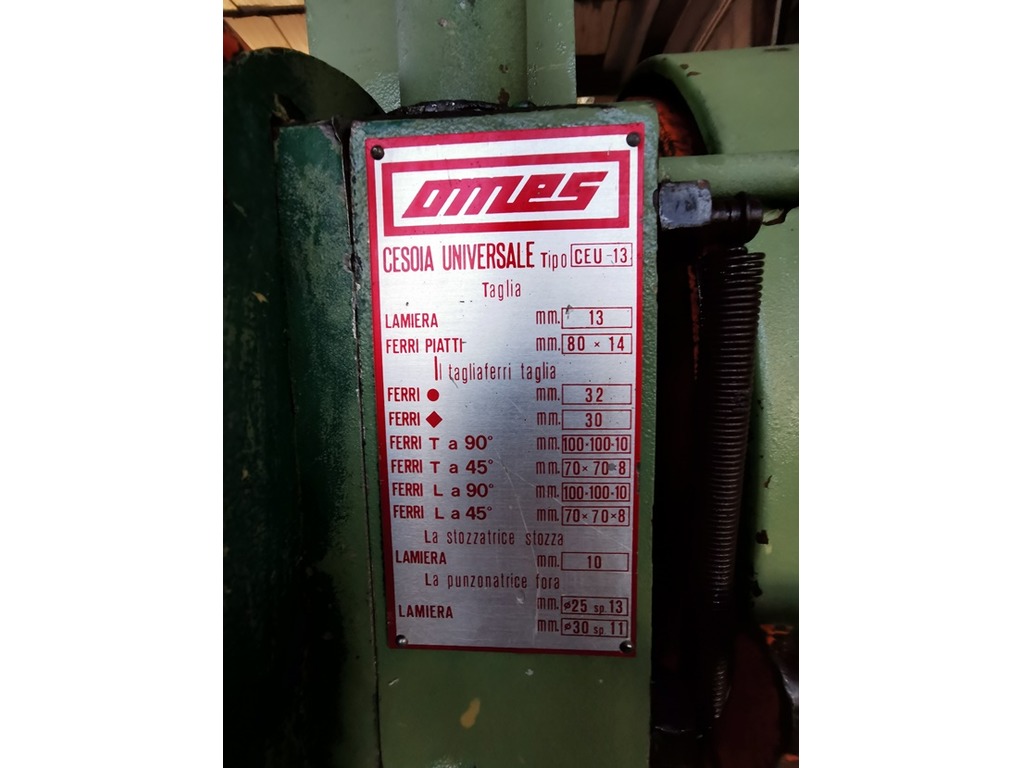 omes
CESOIA UNIVERSALE Tipo CEU-13
Taglia
LAMIERA mm. 13
FERRI PIATTI mm. 80 × 14
Il tagliaferri taglia
FERRI ● mm. 32
FERRI ◆ mm. 30
FERRI T a 90° mm. 100-100-10
FERRI T a 45° mm. 70×70×8
FERRI L a 90° mm. 100-100-10
FERRI L a 45° mm. 70×70×8
La stozzatrice stozza
LAMIERA mm. 10
La punzonatrice fora
LAMIERA mm. ⌀25 sp.13
mm. ⌀30 sp.11